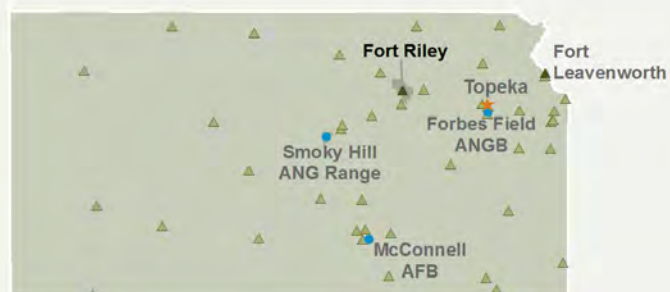 Fort Riley
Fort
Leavenworth
Topeka
Forbes Field
ANGB
Smoky Hill
ANG Range
McConnell
AFB